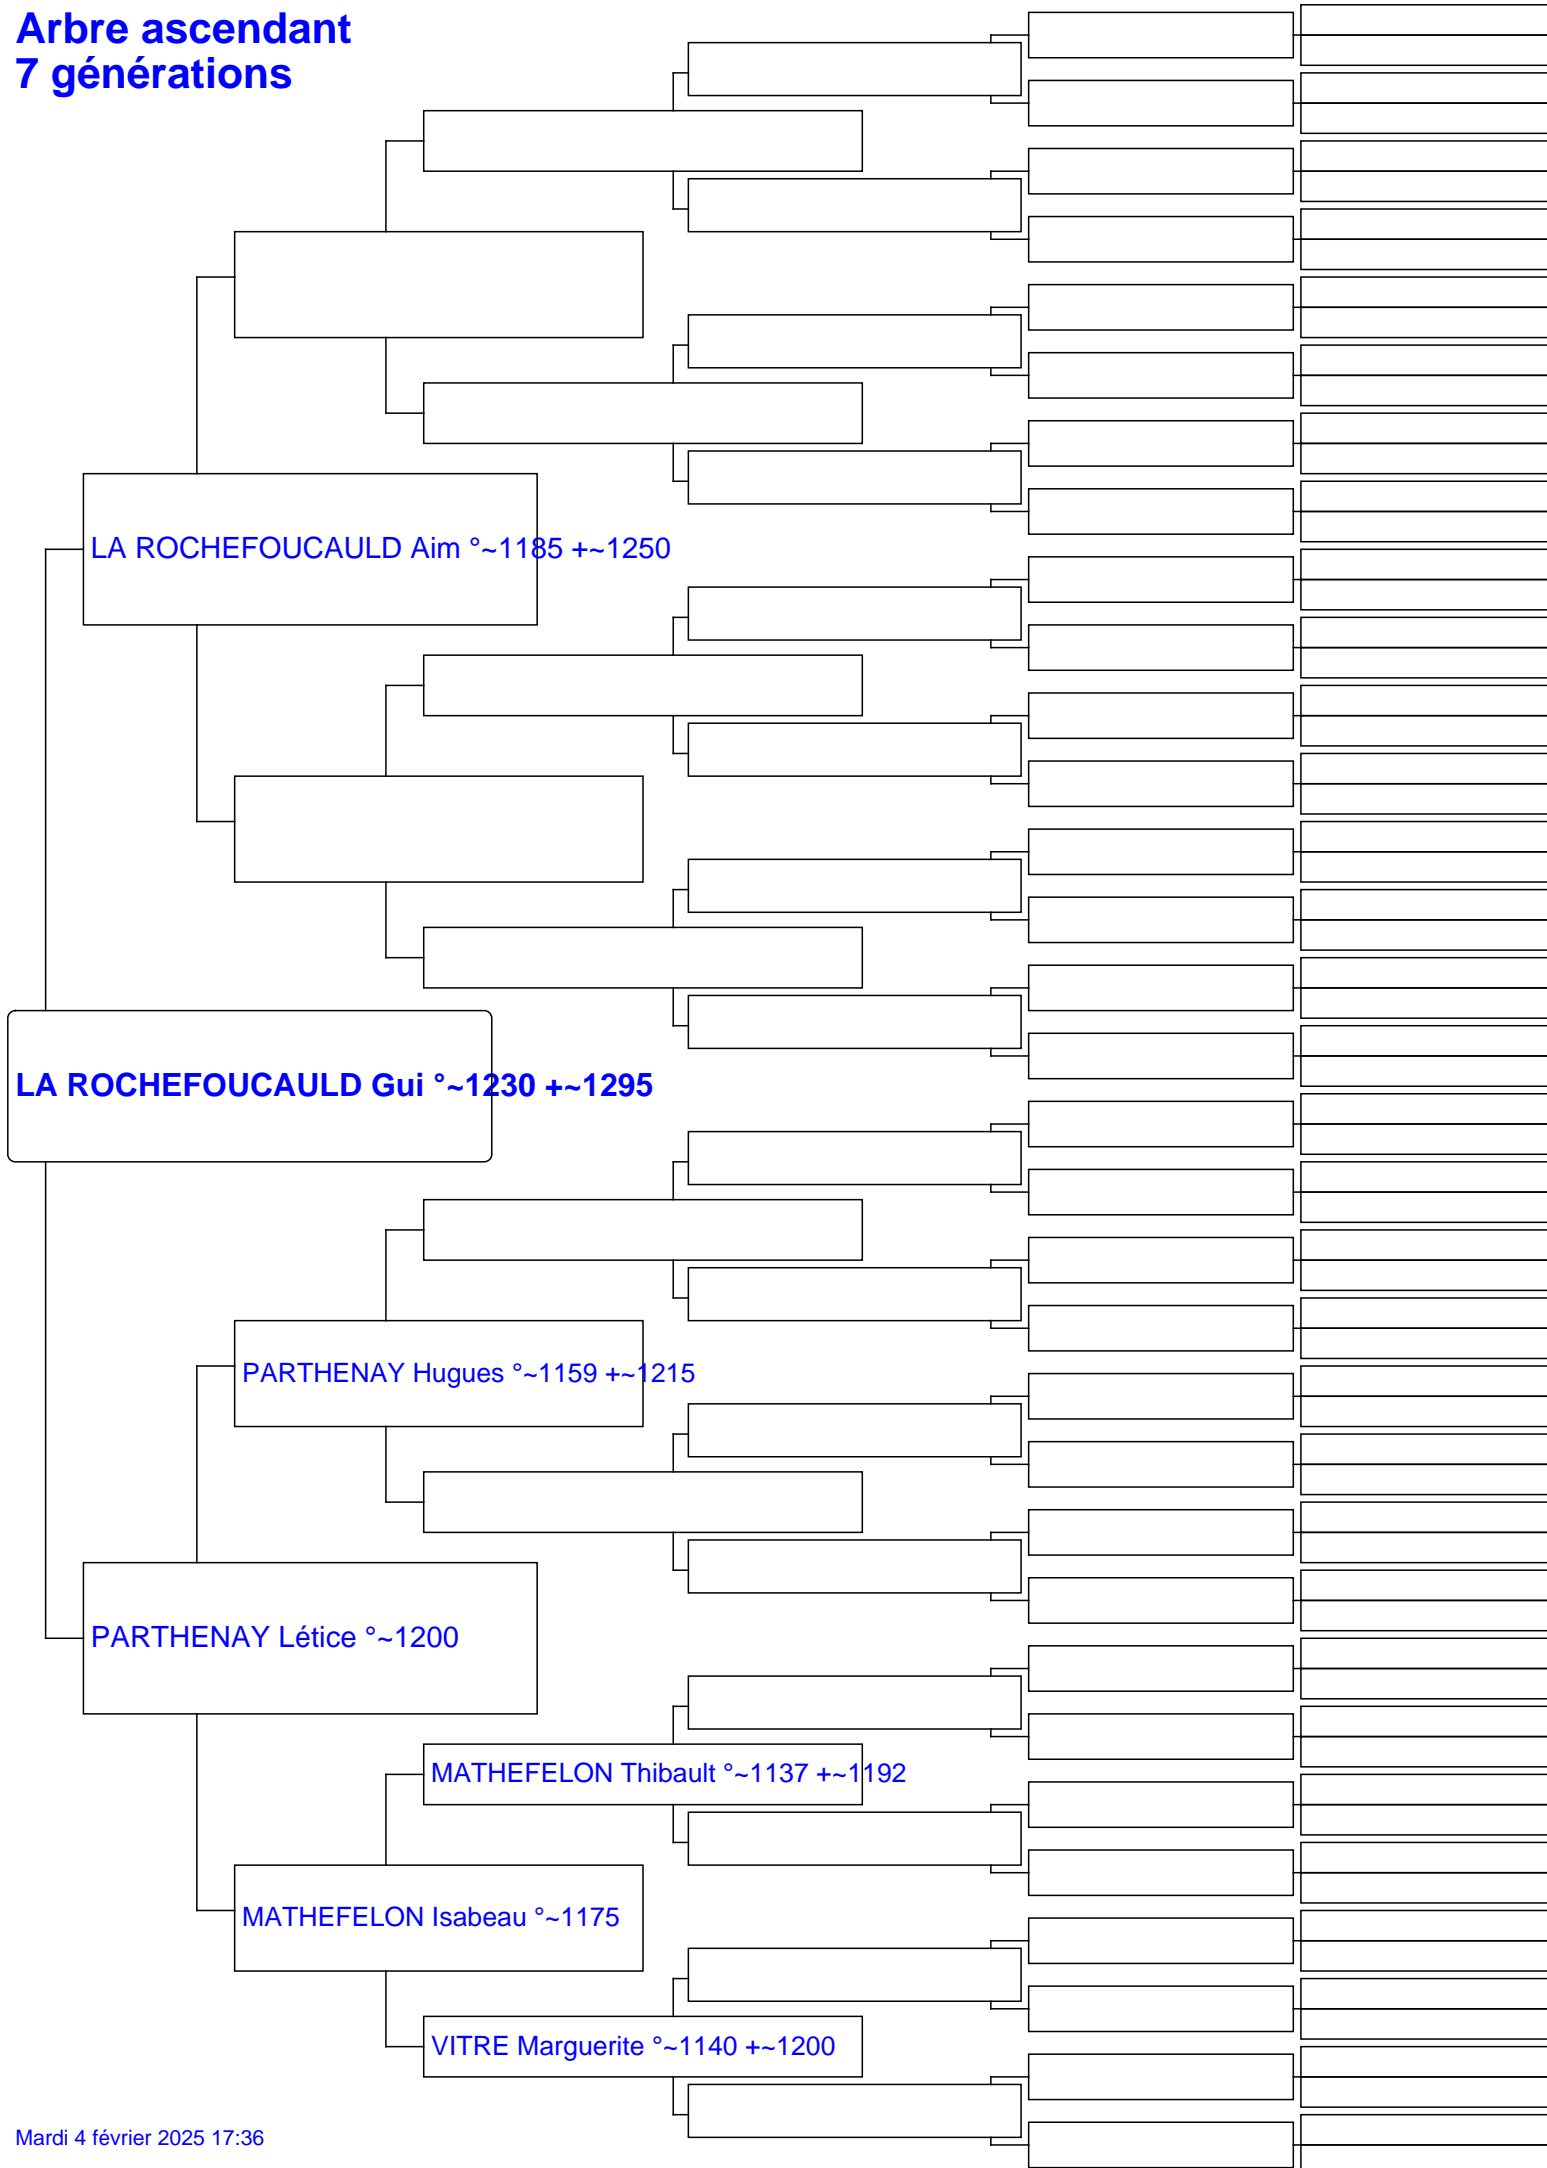 Arbre ascendant
7 générations
LA ROCHEFOUCAULD Aim °~1185 +~1250
LA ROCHEFOUCAULD Gui °~1230 +~1295
PARTHENAY Hugues °~1159 +~1215
PARTHENAY Létice °~1200
MATHEFELON Thibault °~1137 +~1192
MATHEFELON Isabeau °~1175
VITRE Marguerite °~1140 +~1200
Mardi 4 février 2025 17:36